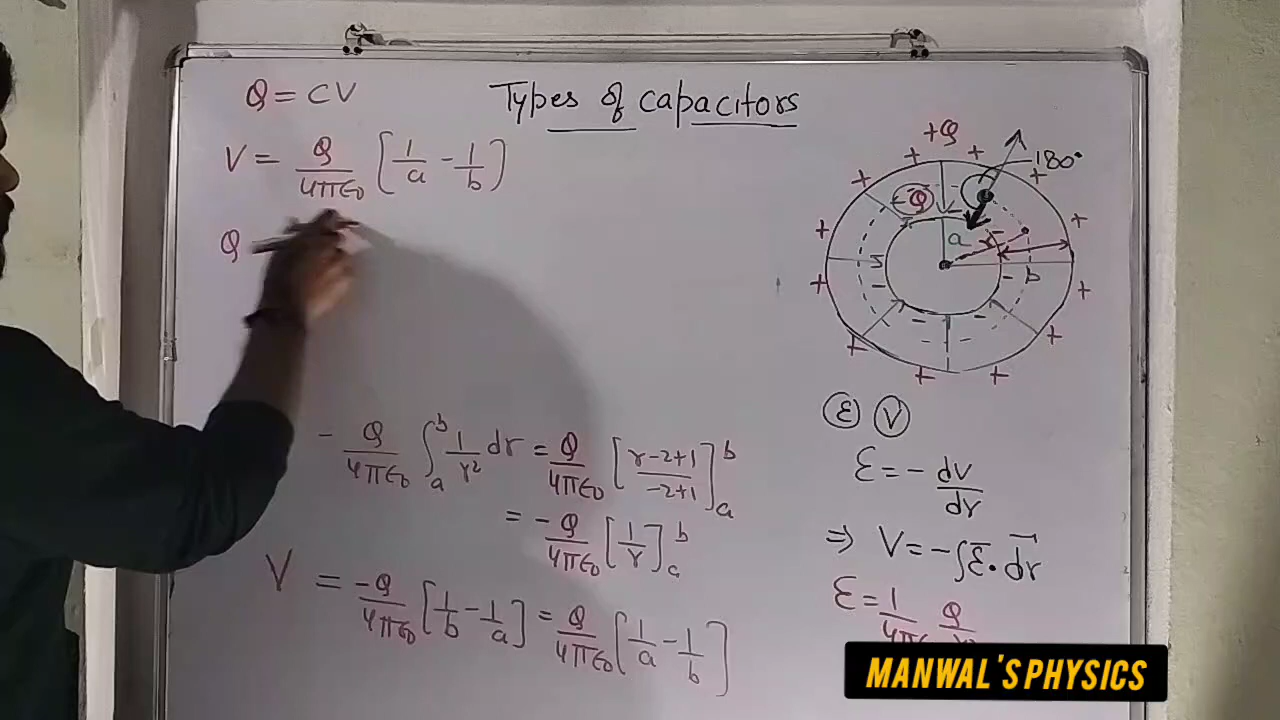 Types of capacitors
Q = CV
V = Q/4πϵ₀ [1/a - 1/b]
Q =
- Q/4πϵ₀ ∫ₐᵇ 1/r² dr = Q/4πϵ₀ [r-2+1/-2+1]ₐᵇ
= -Q/4πϵ₀ [1/r]ₐᵇ
V = -Q/4πϵ₀ [1/b - 1/a] = Q/4πϵ₀ [1/a - 1/b]
+Q
180°
-Q
a
r
b
ε V
ε = - dV/dr
⇒ V = -∫ε̄·d⃗r
MANWAL'S PHYSICS